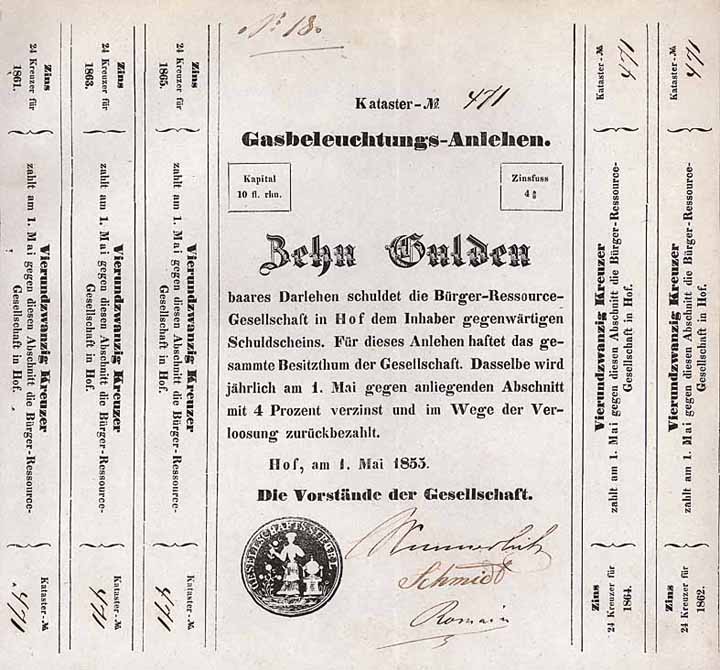 № 18.
Kataster-№ 471
Gasbeleuchtungs-Anlehen.
Kapital
10 fl. rhn.
Zinsfuss
4 %
Zehn Gulden
baares Darlehen schuldet die Bürger-Ressource-
Gesellschaft in Hof dem Inhaber gegenwärtigen
Schuldscheins. Für dieses Anlehen haftet das ge-
sammte Besitzthum der Gesellschaft. Dasselbe wird
jährlich am 1. Mai gegen anliegenden Abschnitt
mit 4 Prozent verzinst und im Wege der Ver-
loosung zurückbezahlt.
Hof, am 1. Mai 1855.
Die Vorstände der Gesellschaft.
GESELLSCHAFTSSIEGEL
Schmidt
Romain
Zins
24 Kreuzer für
1861.
Vierundzwanzig Kreuzer
zahlt am 1. Mai gegen diesen Abschnitt die Bürger-Ressource-
Gesellschaft in Hof.
Kataster-№
471
Zins
24 Kreuzer für
1863.
Vierundzwanzig Kreuzer
zahlt am 1. Mai gegen diesen Abschnitt die Bürger-Ressource-
Gesellschaft in Hof.
Kataster-№
471
Zins
24 Kreuzer für
1865.
Vierundzwanzig Kreuzer
zahlt am 1. Mai gegen diesen Abschnitt die Bürger-Ressource-
Gesellschaft in Hof.
Kataster-№
471
Kataster-№
471
Vierundzwanzig Kreuzer
zahlt am 1. Mai gegen diesen Abschnitt die Bürger-Ressource-
Gesellschaft in Hof.
Zins
24 Kreuzer für
1864.
Kataster-№
471
Vierundzwanzig Kreuzer
zahlt am 1. Mai gegen diesen Abschnitt die Bürger-Ressource-
Gesellschaft in Hof.
Zins
24 Kreuzer für
1862.